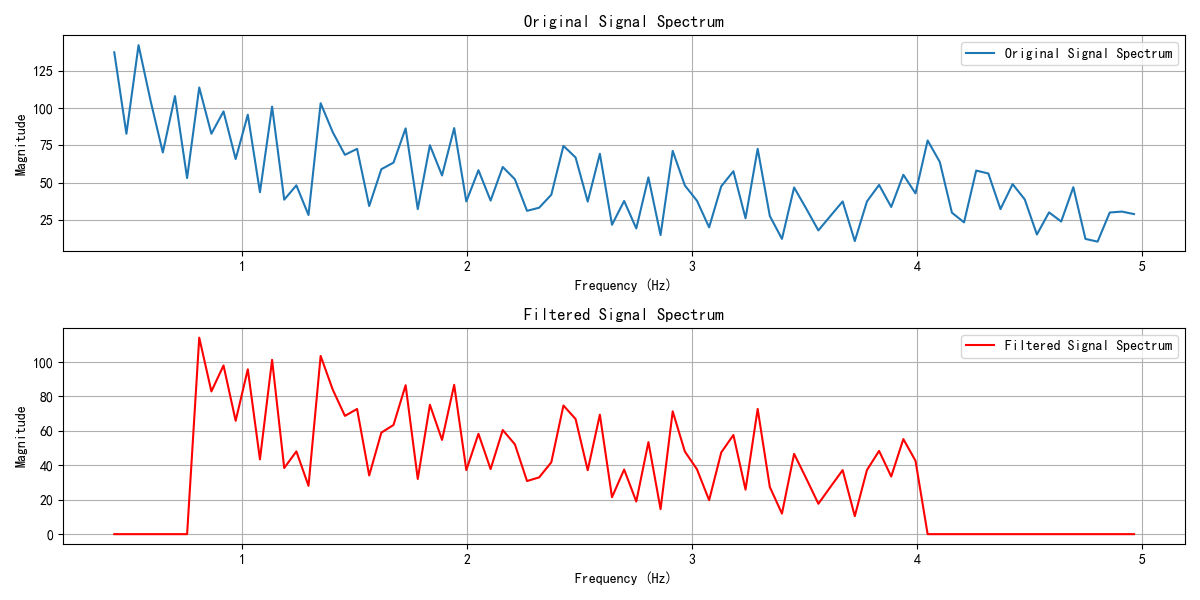 Original Signal Spectrum
Original Signal Spectrum
Magnitude
125
100
75
50
25
1 2 3 4 5
Frequency (Hz)
Filtered Signal Spectrum
Filtered Signal Spectrum
Magnitude
100
80
60
40
20
0
1 2 3 4 5
Frequency (Hz)